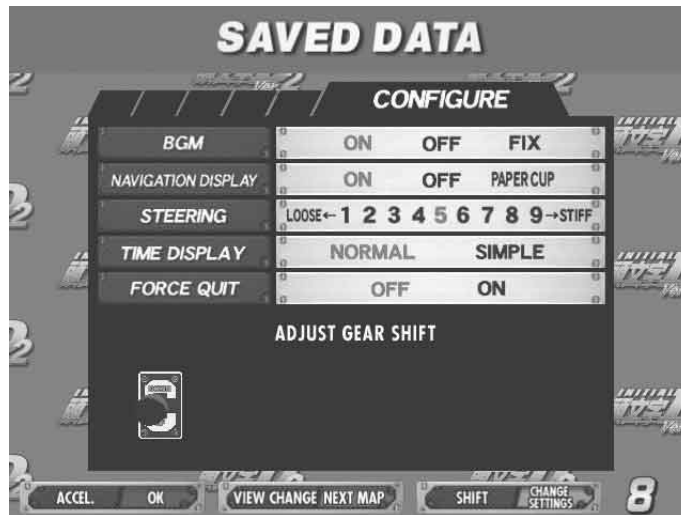 SAVED DATA
CONFIGURE
BGM ON OFF FIX
NAVIGATION DISPLAY ON OFF PAPER CUP
STEERING LOOSE←1 2 3 4 5 6 7 8 9→STIFF
TIME DISPLAY NORMAL SIMPLE
FORCE QUIT OFF ON
ADJUST GEAR SHIFT
ACCEL. OK VIEW CHANGE NEXT MAP SHIFT CHANGE SETTINGS 8